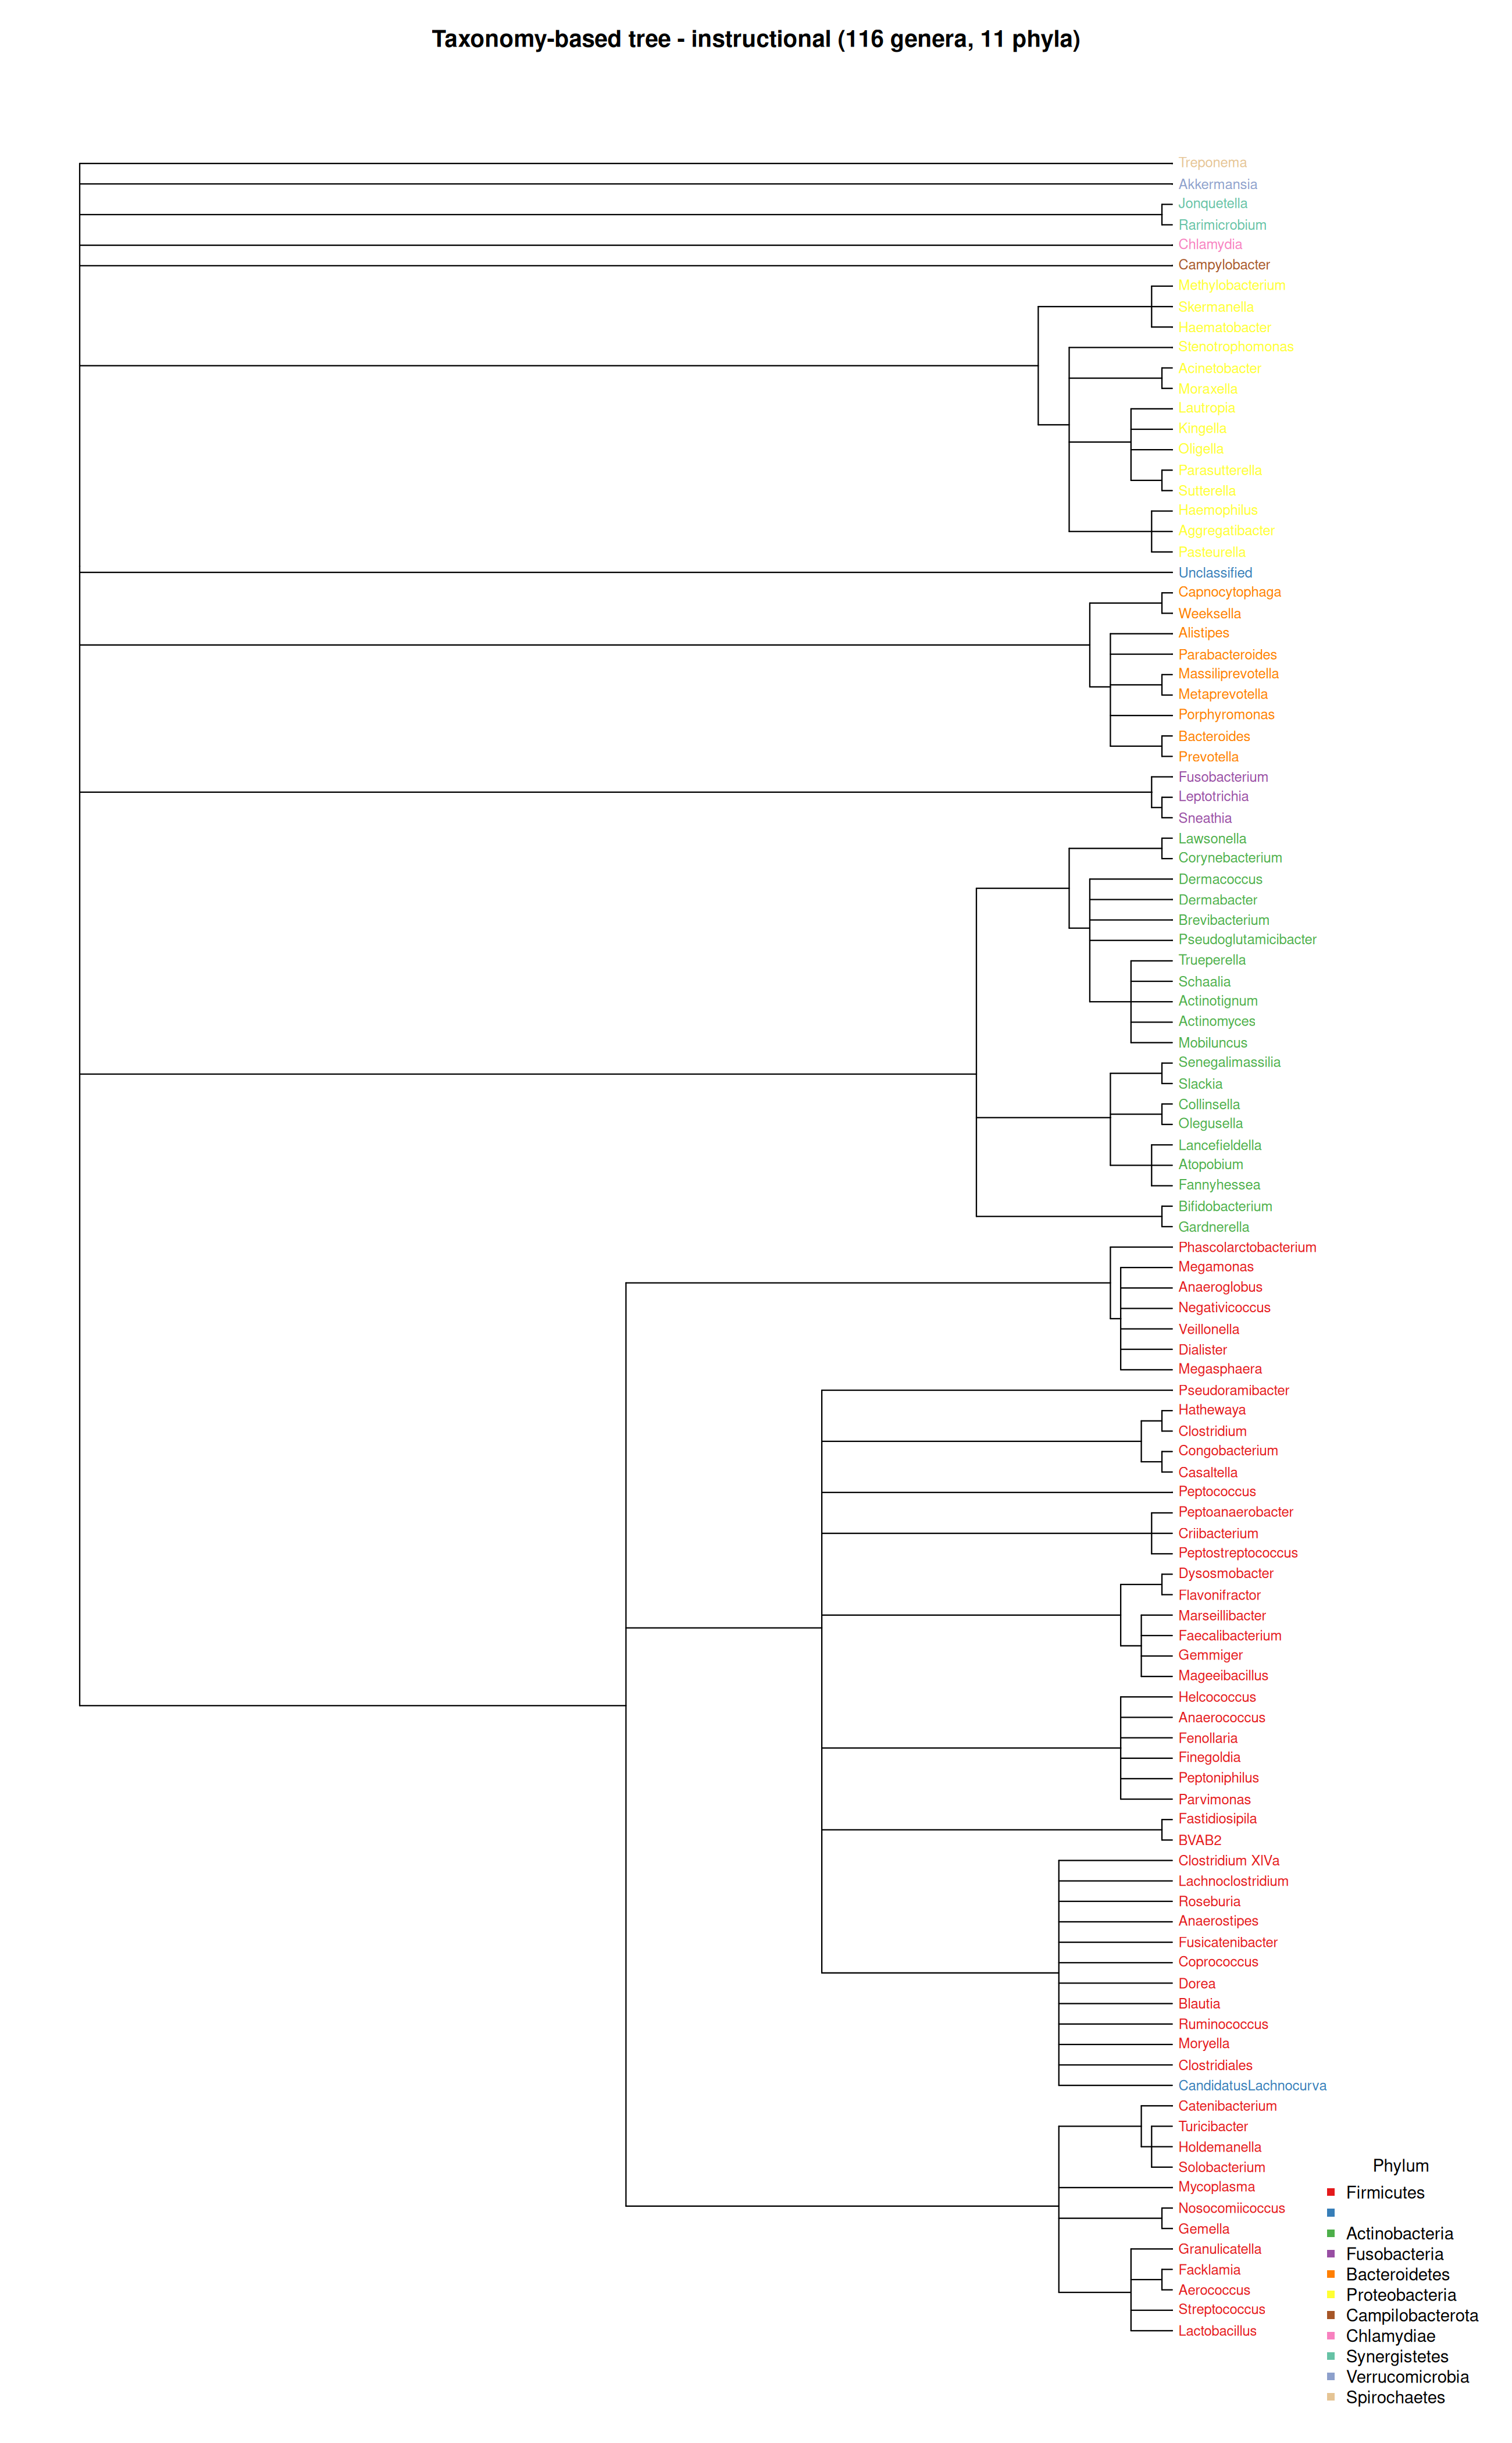 Taxonomy-based tree - instructional (116 genera, 11 phyla)
Treponema
Akkermansia
Jonquetella
Rarimicrobium
Chlamydia
Campylobacter
Methylobacterium
Skermanella
Haematobacter
Stenotrophomonas
Acinetobacter
Moraxella
Lautropia
Kingella
Oligella
Parasutterella
Sutterella
Haemophilus
Aggregatibacter
Pasteurella
Unclassified
Capnocytophaga
Weeksella
Alistipes
Parabacteroides
Massiliprevotella
Metaprevotella
Porphyromonas
Bacteroides
Prevotella
Fusobacterium
Leptotrichia
Sneathia
Lawsonella
Corynebacterium
Dermacoccus
Dermabacter
Brevibacterium
Pseudoglutamicibacter
Trueperella
Schaalia
Actinotignum
Actinomyces
Mobiluncus
Senegalimassilia
Slackia
Collinsella
Olegusella
Lancefieldella
Atopobium
Fannyhessea
Bifidobacterium
Gardnerella
Phascolarctobacterium
Megamonas
Anaeroglobus
Negativicoccus
Veillonella
Dialister
Megasphaera
Pseudoramibacter
Hathewaya
Clostridium
Congobacterium
Casaltella
Peptococcus
Peptoanaerobacter
Criibacterium
Peptostreptococcus
Dysosmobacter
Flavonifractor
Marseillibacter
Faecalibacterium
Gemmiger
Mageeibacillus
Helcococcus
Anaerococcus
Fenollaria
Finegoldia
Peptoniphilus
Parvimonas
Fastidiosipila
BVAB2
Clostridium XIVa
Lachnoclostridium
Roseburia
Anaerostipes
Fusicatenibacter
Coprococcus
Dorea
Blautia
Ruminococcus
Moryella
Clostridiales
CandidatusLachnocurva
Catenibacterium
Turicibacter
Holdemanella
Solobacterium
Mycoplasma
Nosocomiicoccus
Gemella
Granulicatella
Facklamia
Aerococcus
Streptococcus
Lactobacillus
Phylum
Firmicutes
Actinobacteria
Fusobacteria
Bacteroidetes
Proteobacteria
Campilobacterota
Chlamydiae
Synergistetes
Verrucomicrobia
Spirochaetes